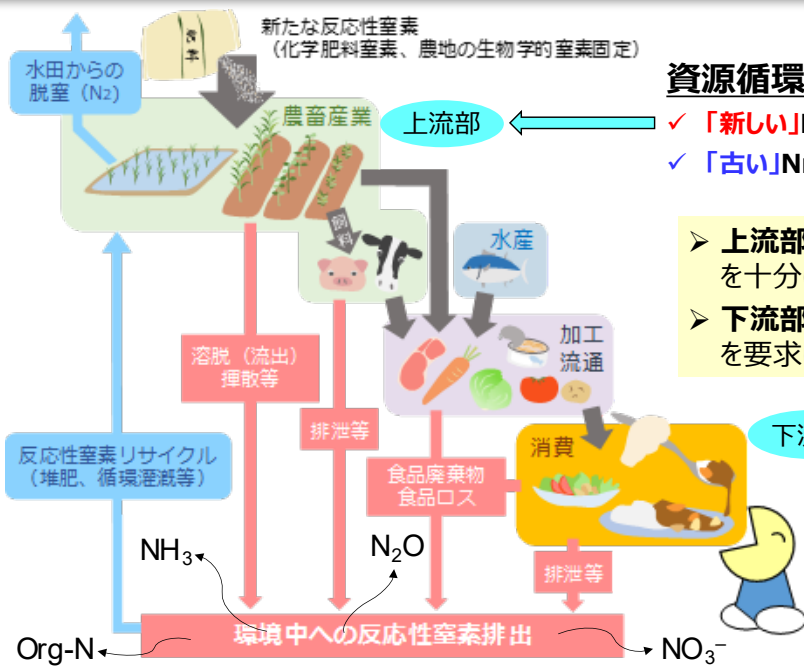 新たな反応性窒素
（化学肥料窒素、農地の生物学的窒素固定）
水田からの
脱窒（N₂)
農畜産業
上流部
資源循環
✓ 「新しい」
✓ 「古い」Nr
飼料
水産
➢ 上流部
を十分
➢ 下流部
を要求
加工
流通
溶脱（流出）
揮散等
排泄等
消費
反応性窒素リサイクル
（堆肥、循環灌漑等）
食品廃棄物
食品ロス
NH₃
N₂O
排泄等
環境中への反応性窒素排出
Org-N
NO₃⁻